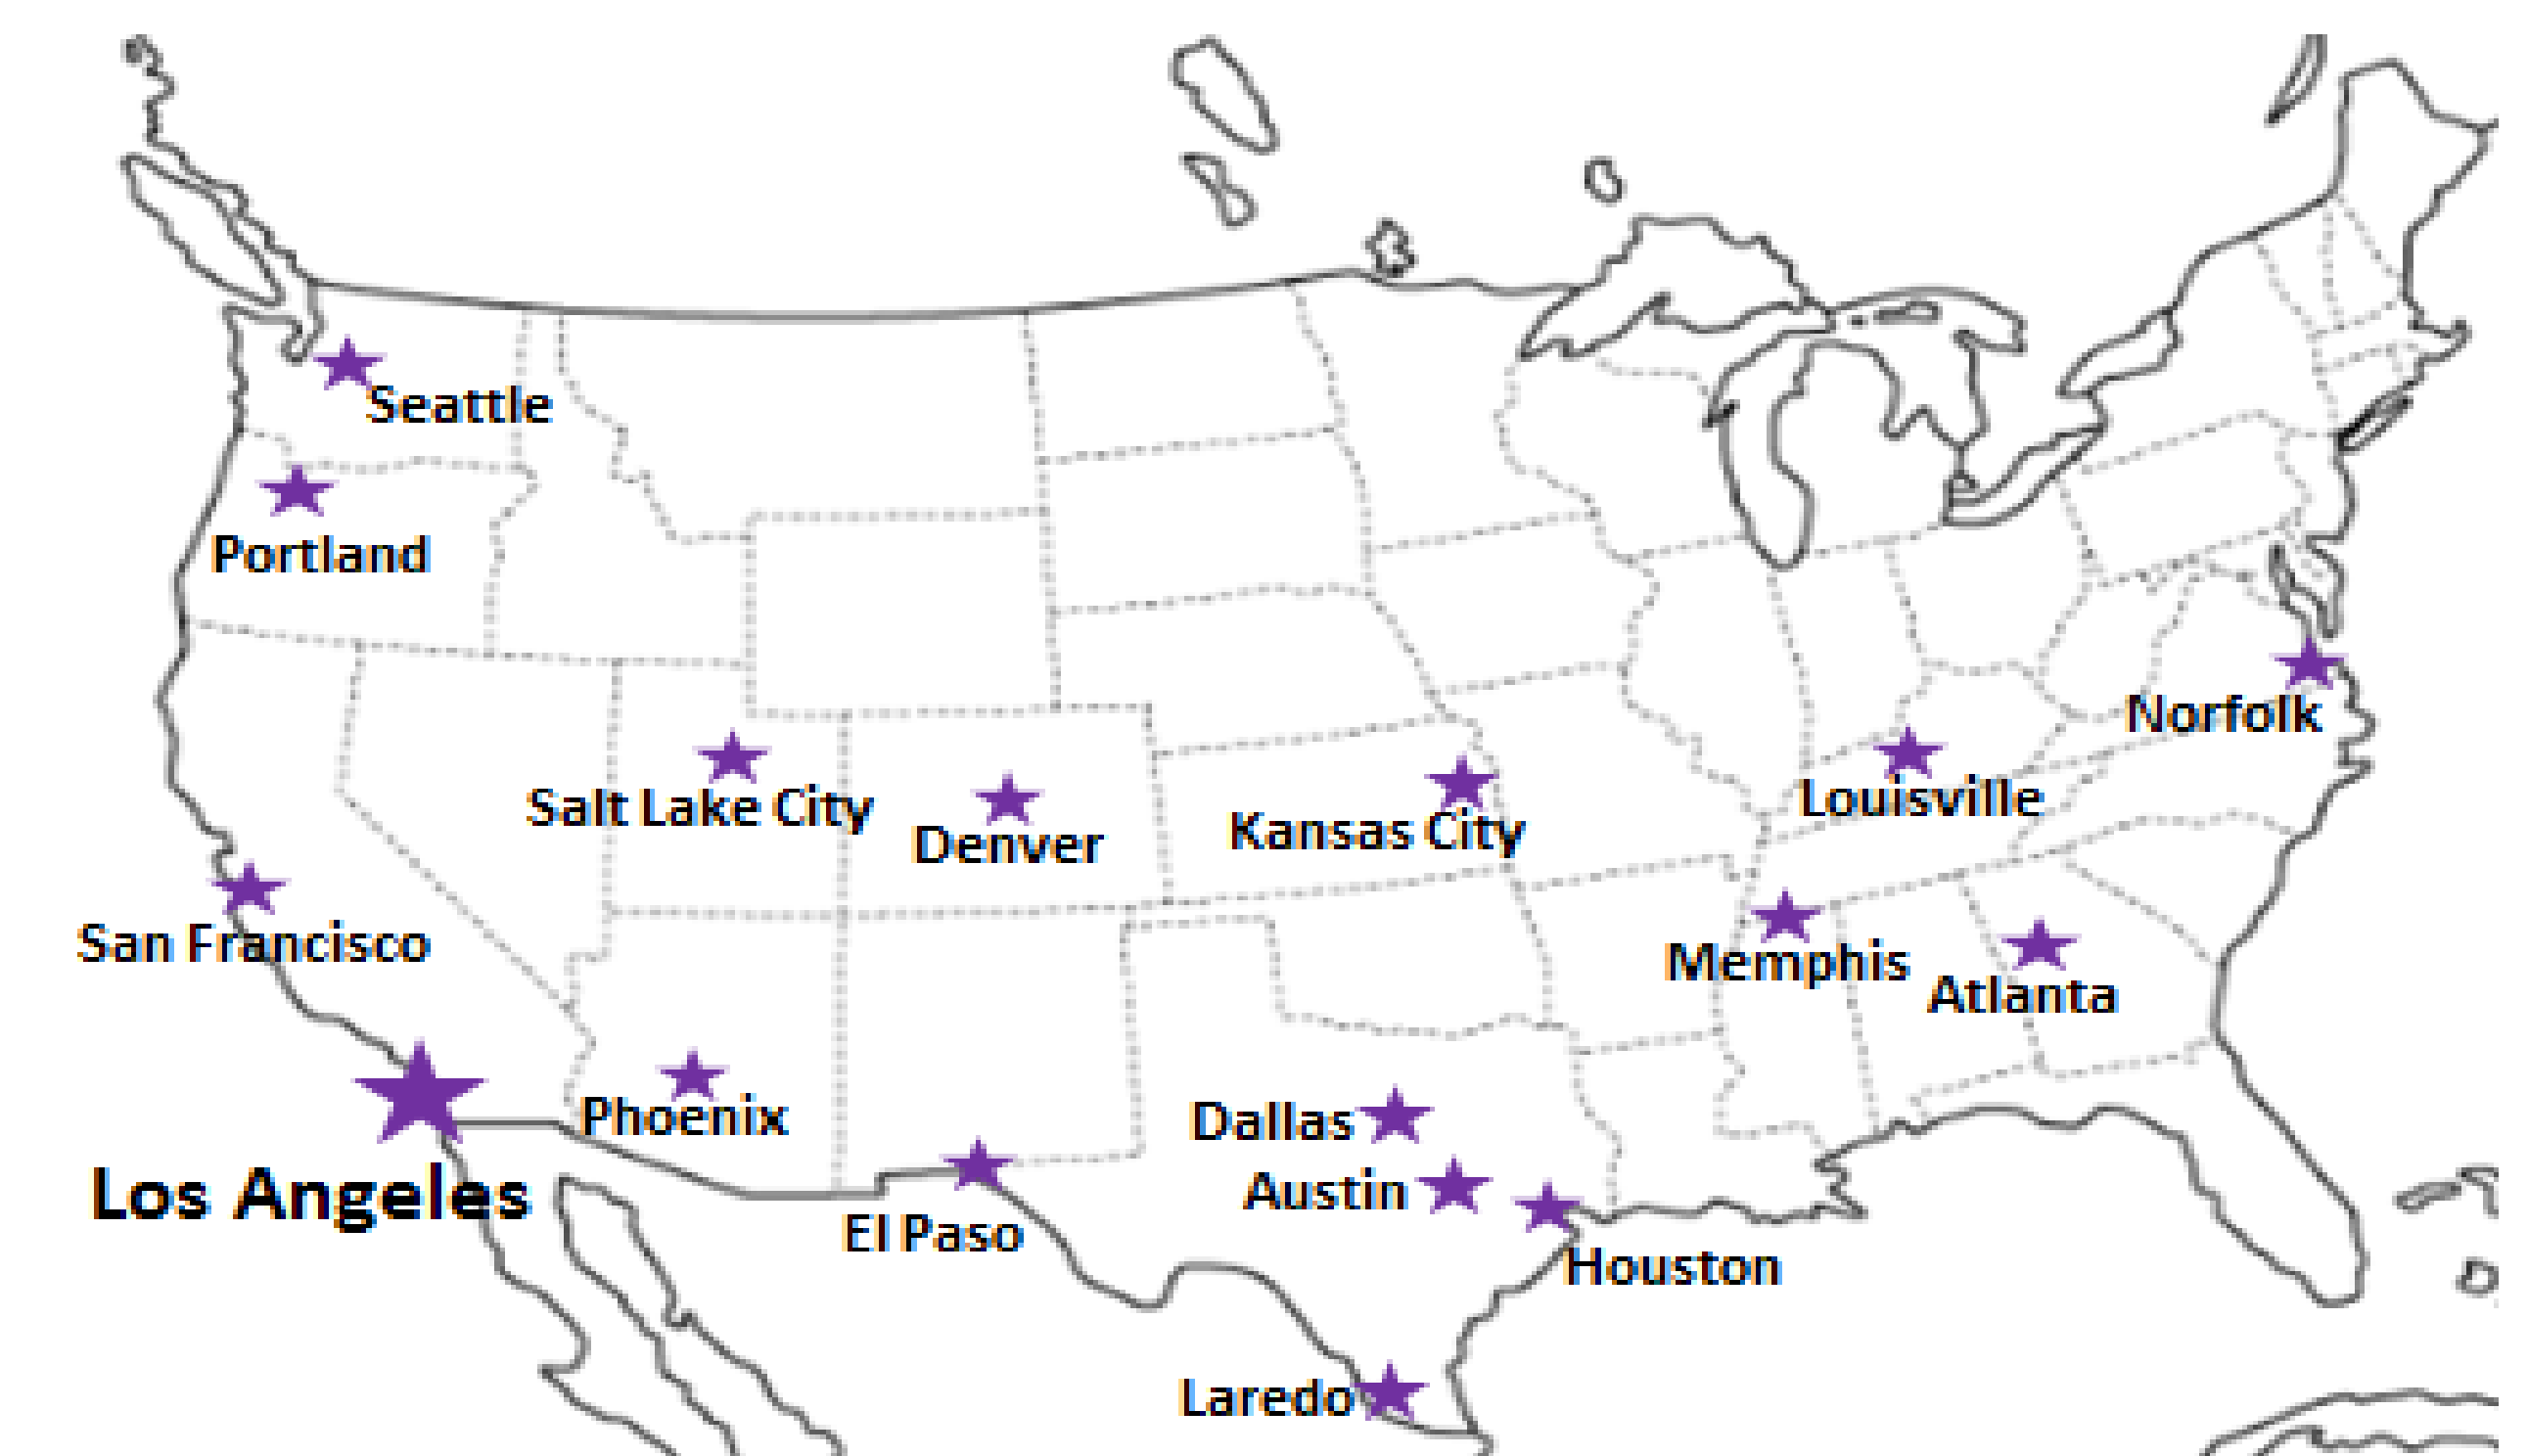 Seattle
Portland
Norfolk
Salt Lake City
Denver
Kansas City
Louisville
San Francisco
Memphis
Atlanta
Phoenix
Dallas
Los Angeles
Austin
El Paso
Houston
Laredo